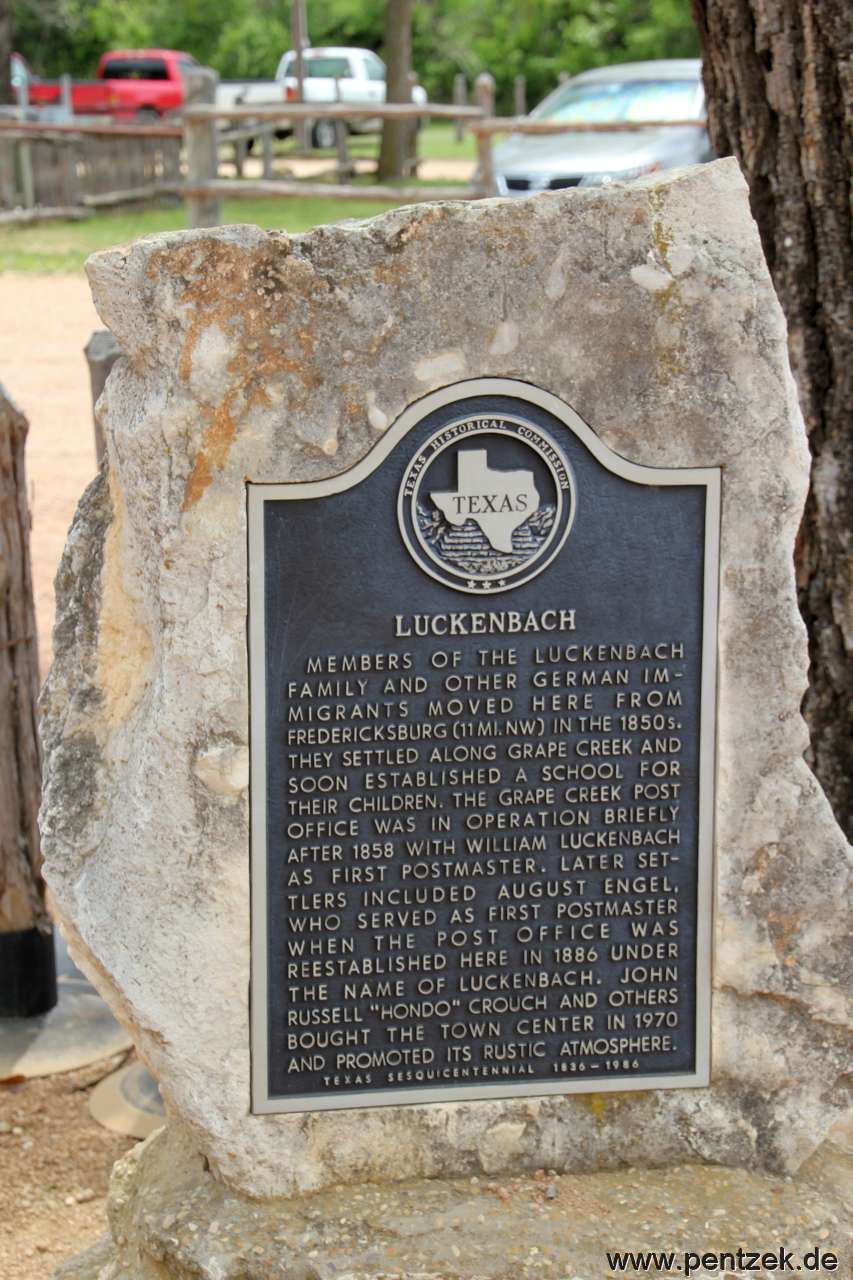 TEXAS HISTORICAL COMMISSION
TEXAS
LUCKENBACH
MEMBERS OF THE LUCKENBACH
FAMILY AND OTHER GERMAN IM-
MIGRANTS MOVED HERE FROM
FREDERICKSBURG (11 MI. NW) IN THE 1850s.
THEY SETTLED ALONG GRAPE CREEK AND
SOON ESTABLISHED A SCHOOL FOR
THEIR CHILDREN. THE GRAPE CREEK POST
OFFICE WAS IN OPERATION BRIEFLY
AFTER 1858 WITH WILLIAM LUCKENBACH
AS FIRST POSTMASTER. LATER SET-
TLERS INCLUDED AUGUST ENGEL,
WHO SERVED AS FIRST POSTMASTER
WHEN THE POST OFFICE WAS
REESTABLISHED HERE IN 1886 UNDER
THE NAME OF LUCKENBACH. JOHN
RUSSELL "HONDO" CROUCH AND OTHERS
BOUGHT THE TOWN CENTER IN 1970
AND PROMOTED ITS RUSTIC ATMOSPHERE.
TEXAS SESQUICENTENNIAL 1836 – 1986
www.pentzek.de